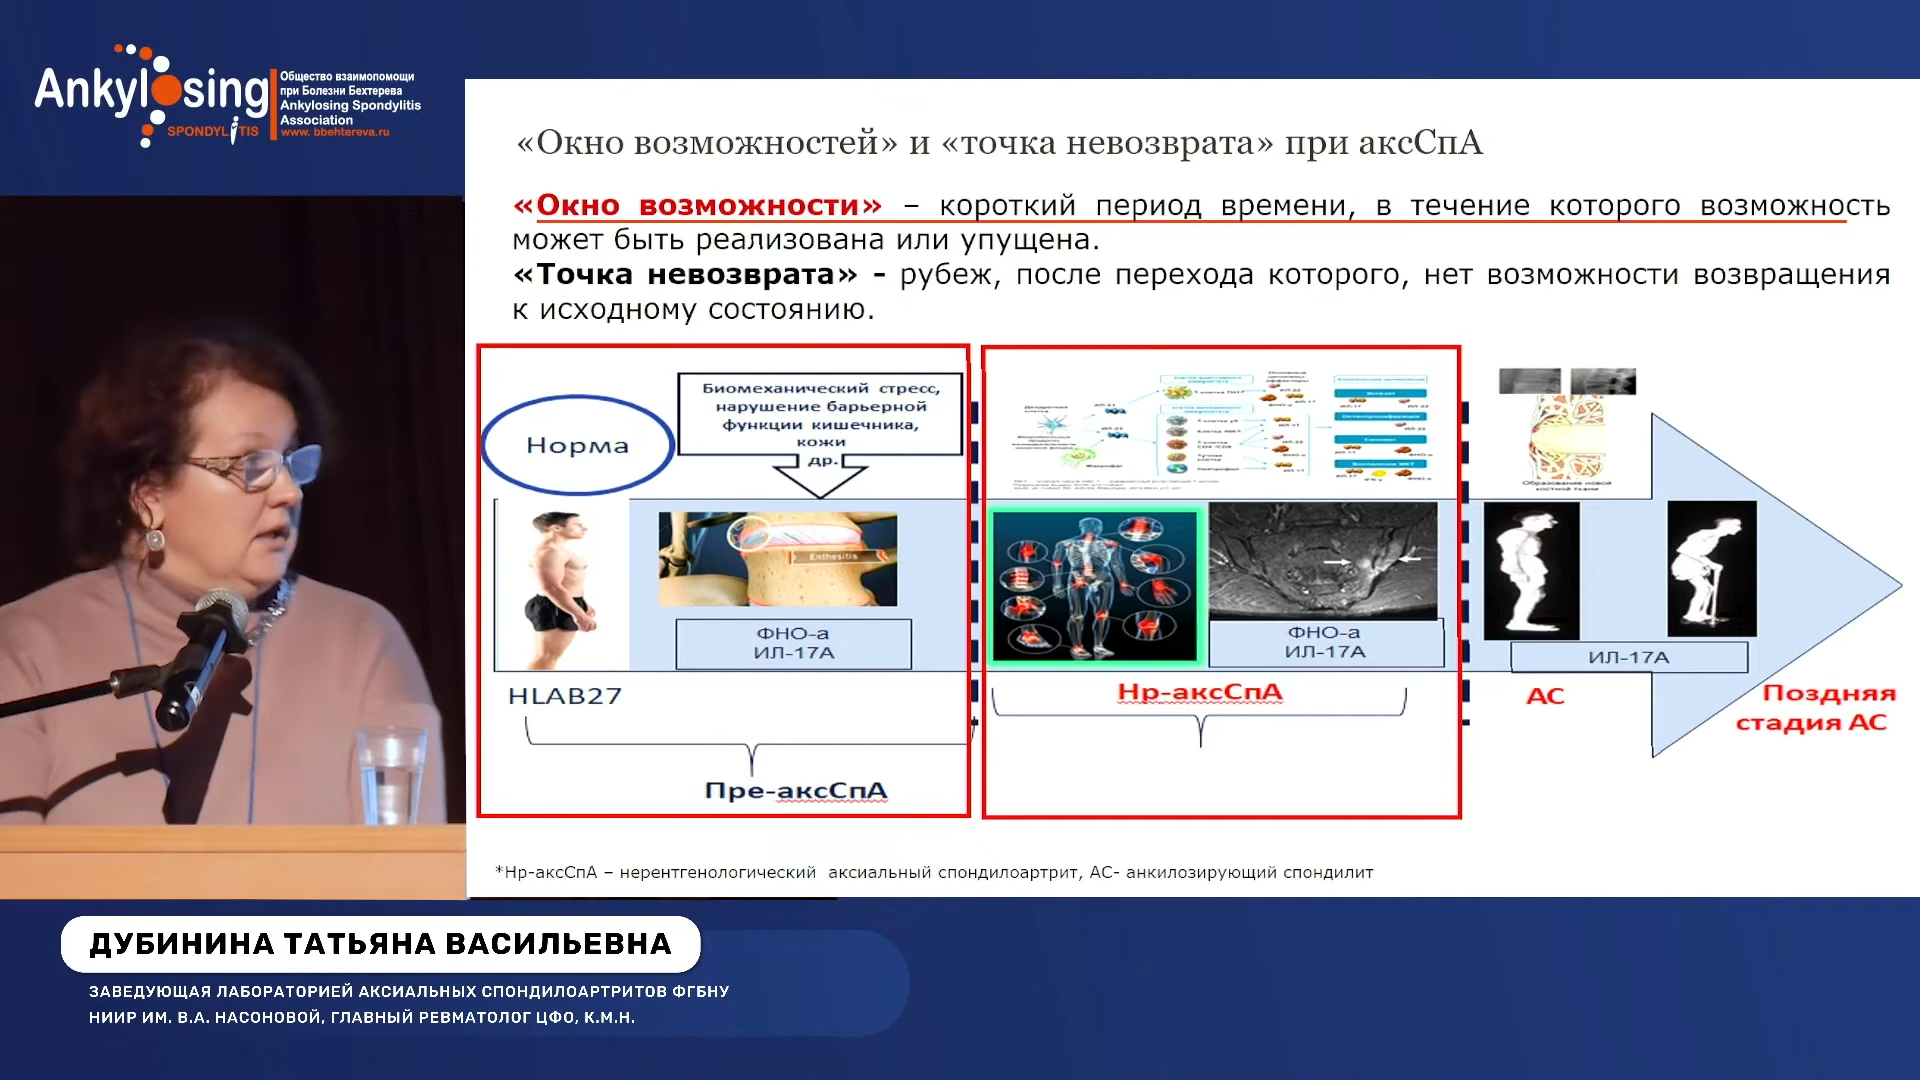 Ankylosing
SPONDYLITIS
Общество взаимопомощи
при Болезни Бехтерева
Ankylosing Spondylitis
Association
www. bbehtereva.ru
«Окно возможностей» и «точка невозврата» при аксСпА
«Окно возможности» – короткий период времени, в течение которого возможность
может быть реализована или упущена.
«Точка невозврата» - рубеж, после перехода которого, нет возможности возвращения
к исходному состоянию.
Норма
Биомеханический стресс,
нарушение барьерной
функции кишечника,
кожи
др.
Enthesitis
ФНО-а
ИЛ-17А
HLAB27
Пре-аксСпА
ФНО-а
ИЛ-17А
Нр-аксСпА
Образование новой
костной ткани
ИЛ-17А
АС
Поздняя
стадия АС
*Нр-аксСпА – нерентгенологический аксиальный спондилоартрит, АС- анкилозирующий спондилит
ДУБИНИНА ТАТЬЯНА ВАСИЛЬЕВНА
ЗАВЕДУЮЩАЯ ЛАБОРАТОРИЕЙ АКСИАЛЬНЫХ СПОНДИЛОАРТРИТОВ ФГБНУ
НИИР ИМ. В.А. НАСОНОВОЙ, ГЛАВНЫЙ РЕВМАТОЛОГ ЦФО, К.М.Н.